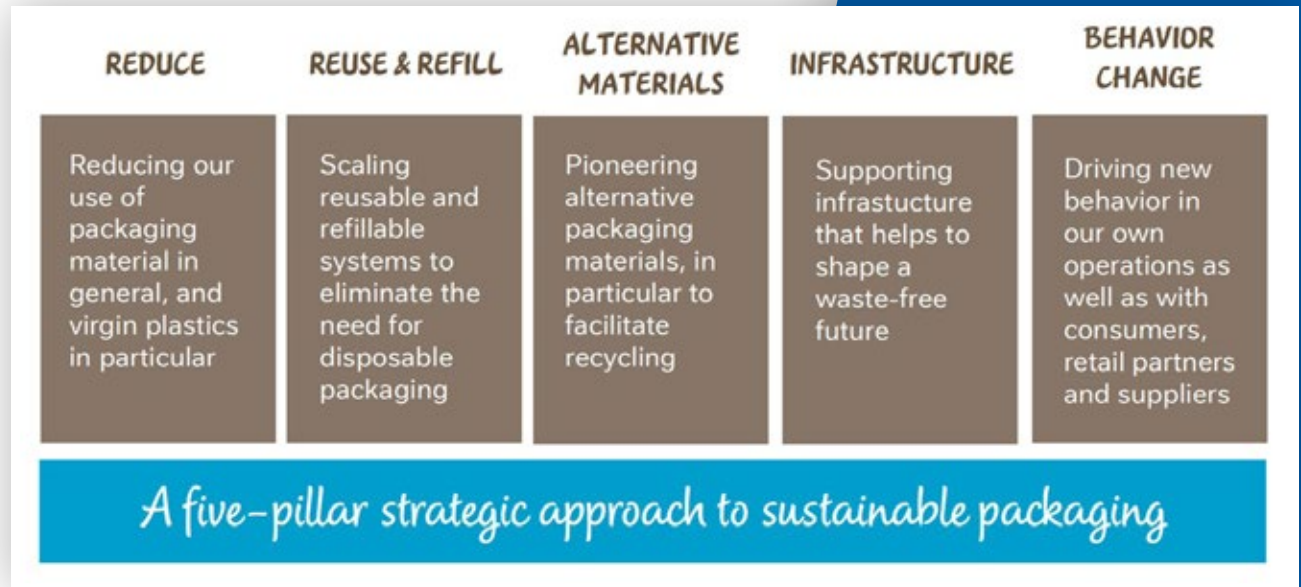 REDUCE
Reducing our
use of
packaging
material in
general, and
virgin plastics
in particular
REUSE & REFILL
Scaling
reusable and
refillable
systems to
eliminate the
need for
disposable
packaging
ALTERNATIVE
MATERIALS
Pioneering
alternative
packaging
materials, in
particular to
facilitate
recycling
INFRASTRUCTURE
Supporting
infrastucture
that helps to
shape a
waste-free
future
BEHAVIOR
CHANGE
Driving new
behavior in
our own
operations as
well as with
consumers,
retail partners
and suppliers
A five-pillar strategic approach to sustainable packaging